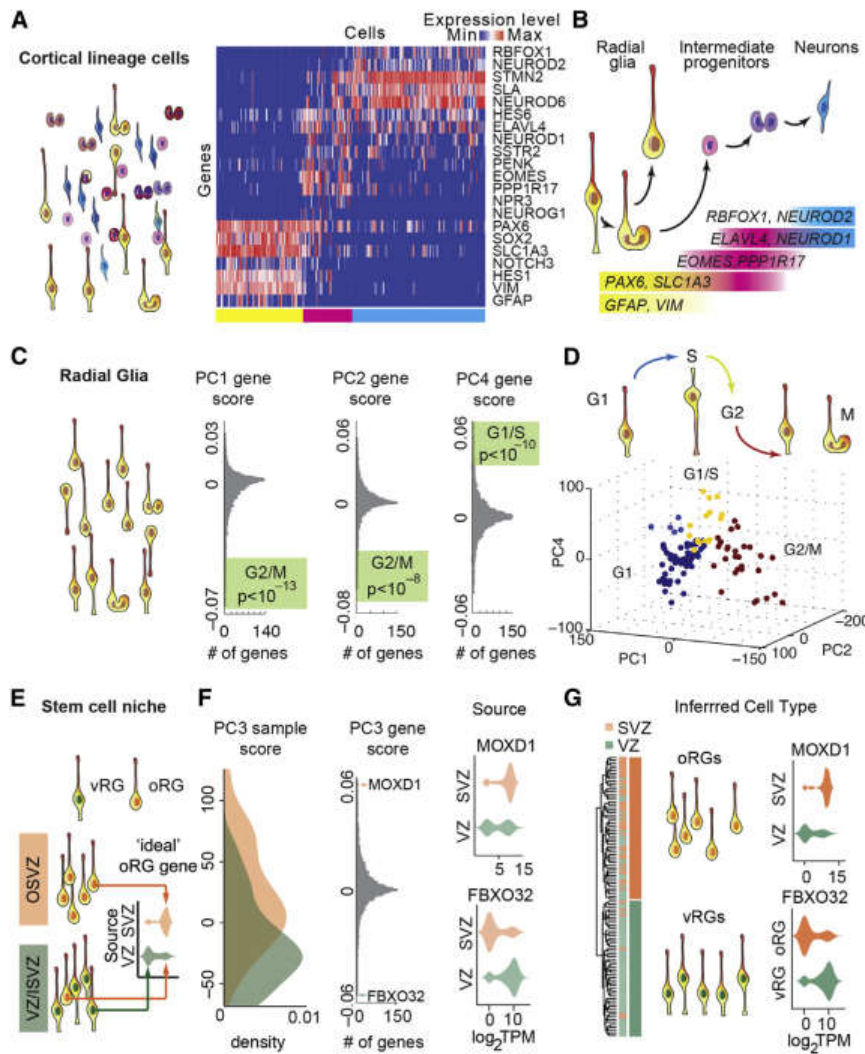 A
Cortical lineage cells
Expression level
Cells Min Max
Genes
RBFOX1
NEUROD2
STMN2
SLA
NEUROD6
HES6
ELAVL4
NEUROD1
SSTR2
PENK
EOMES
PPP1R17
NPR3
NEUROG1
PAX6
SOX2
SLC1A3
NOTCH3
HES1
VIM
GFAP
B
Radial glia
Intermediate progenitors
Neurons
RBFOX1, NEUROD2
ELAVL4, NEUROD1
EOMES,PPP1R17
PAX6, SLC1A3
GFAP, VIM
C
Radial Glia
PC1 gene score
0.03
0
-0.07
G2/M
p<10^-13
0 140
# of genes
PC2 gene score
0.06
0
-0.08
G2/M
p<10^-8
0 150
# of genes
PC4 gene score
0.06
0
-0.06
G1/S
p<10^-10
0 150
# of genes
D
G1
S
G2
M
G1/S
G1
G2/M
PC4
100
0
-100
150 0 -150
PC1
100 0 -200
PC2
E
Stem cell niche
vRG oRG
OSVZ
VZ/ISVZ
'ideal'
oRG gene
Source
VZ SVZ
F
PC3 sample score
100
50
0
-50
0 0.01
density
PC3 gene score
0.06
0
-0.06
MOXD1
FBXO32
0 150
# of genes
Source
MOXD1
SVZ
VZ
5 15
FBXO32
SVZ
VZ
0 10
log2TPM
G
Inferrred Cell Type
SVZ
VZ
oRGs
vRGs
MOXD1
SVZ
VZ
0 15
FBXO32
oRG
vRG
0 10
log2TPM